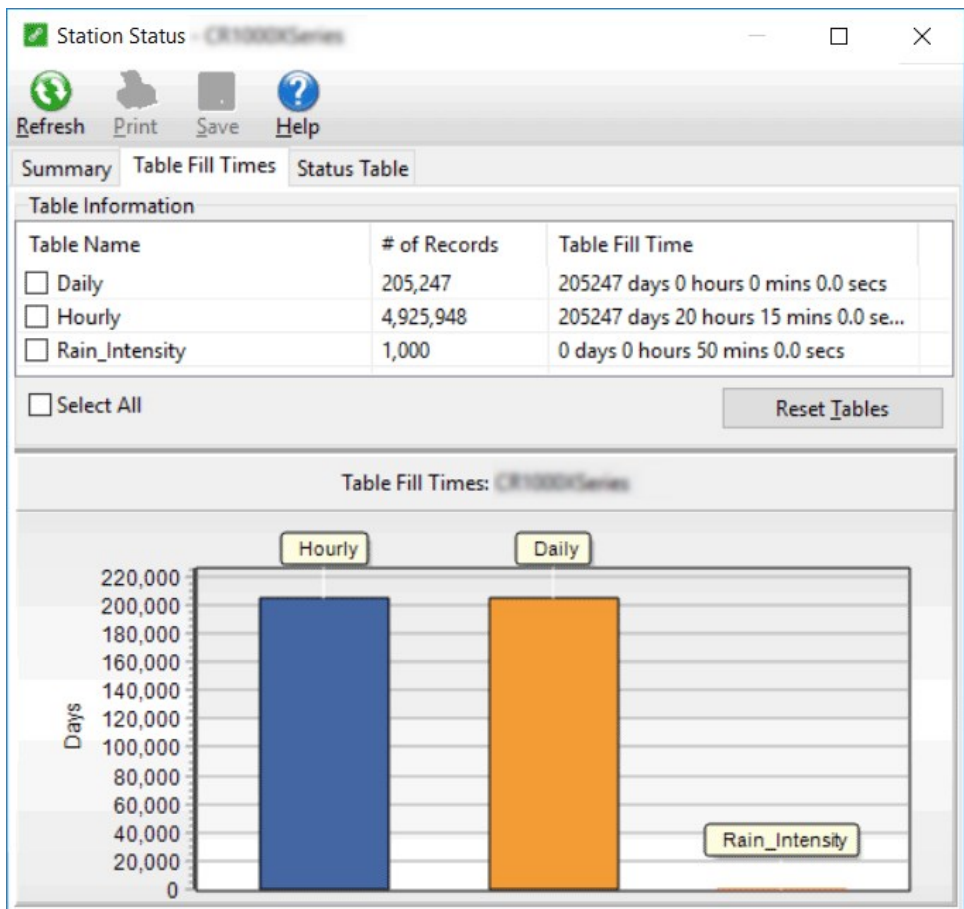 Station Status -
Refresh Print Save Help
Summary Table Fill Times Status Table
Table Information
Table Name # of Records Table Fill Time
Daily 205,247 205247 days 0 hours 0 mins 0.0 secs
Hourly 4,925,948 205247 days 20 hours 15 mins 0.0 se...
Rain_Intensity 1,000 0 days 0 hours 50 mins 0.0 secs
Select All Reset Tables
Table Fill Times:
Hourly Daily
220,000
200,000
180,000
160,000
140,000
120,000
100,000
80,000
60,000
40,000
20,000
0
Days
Rain_Intensity